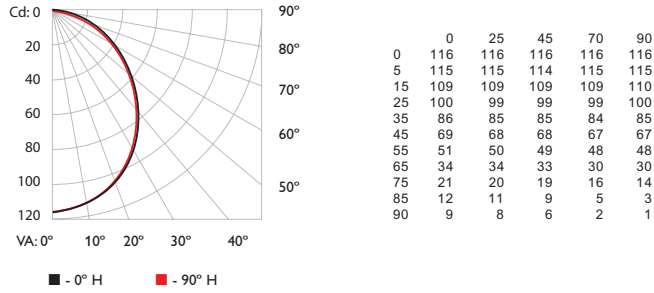 Cd: 0
20
40
60
80
100
120
90°
80°
70°
60°
50°
VA: 0° 10° 20° 30° 40°
- 0° H - 90° H
0 25 45 70 90
0 116 116 116 116 116
5 115 115 114 115 115
15 109 109 109 109 110
25 100 99 99 99 100
35 86 85 85 84 85
45 69 68 68 67 67
55 51 50 49 48 48
65 34 34 33 30 30
75 21 20 19 16 14
85 12 11 9 5 3
90 9 8 6 2 1